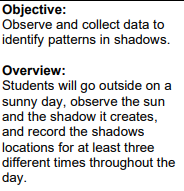 Objective:
Observe and collect data to
identify patterns in shadows.

Overview:
Students will go outside on a
sunny day, observe the sun
and the shadow it creates,
and record the shadows
locations for at least three
different times throughout the
day.